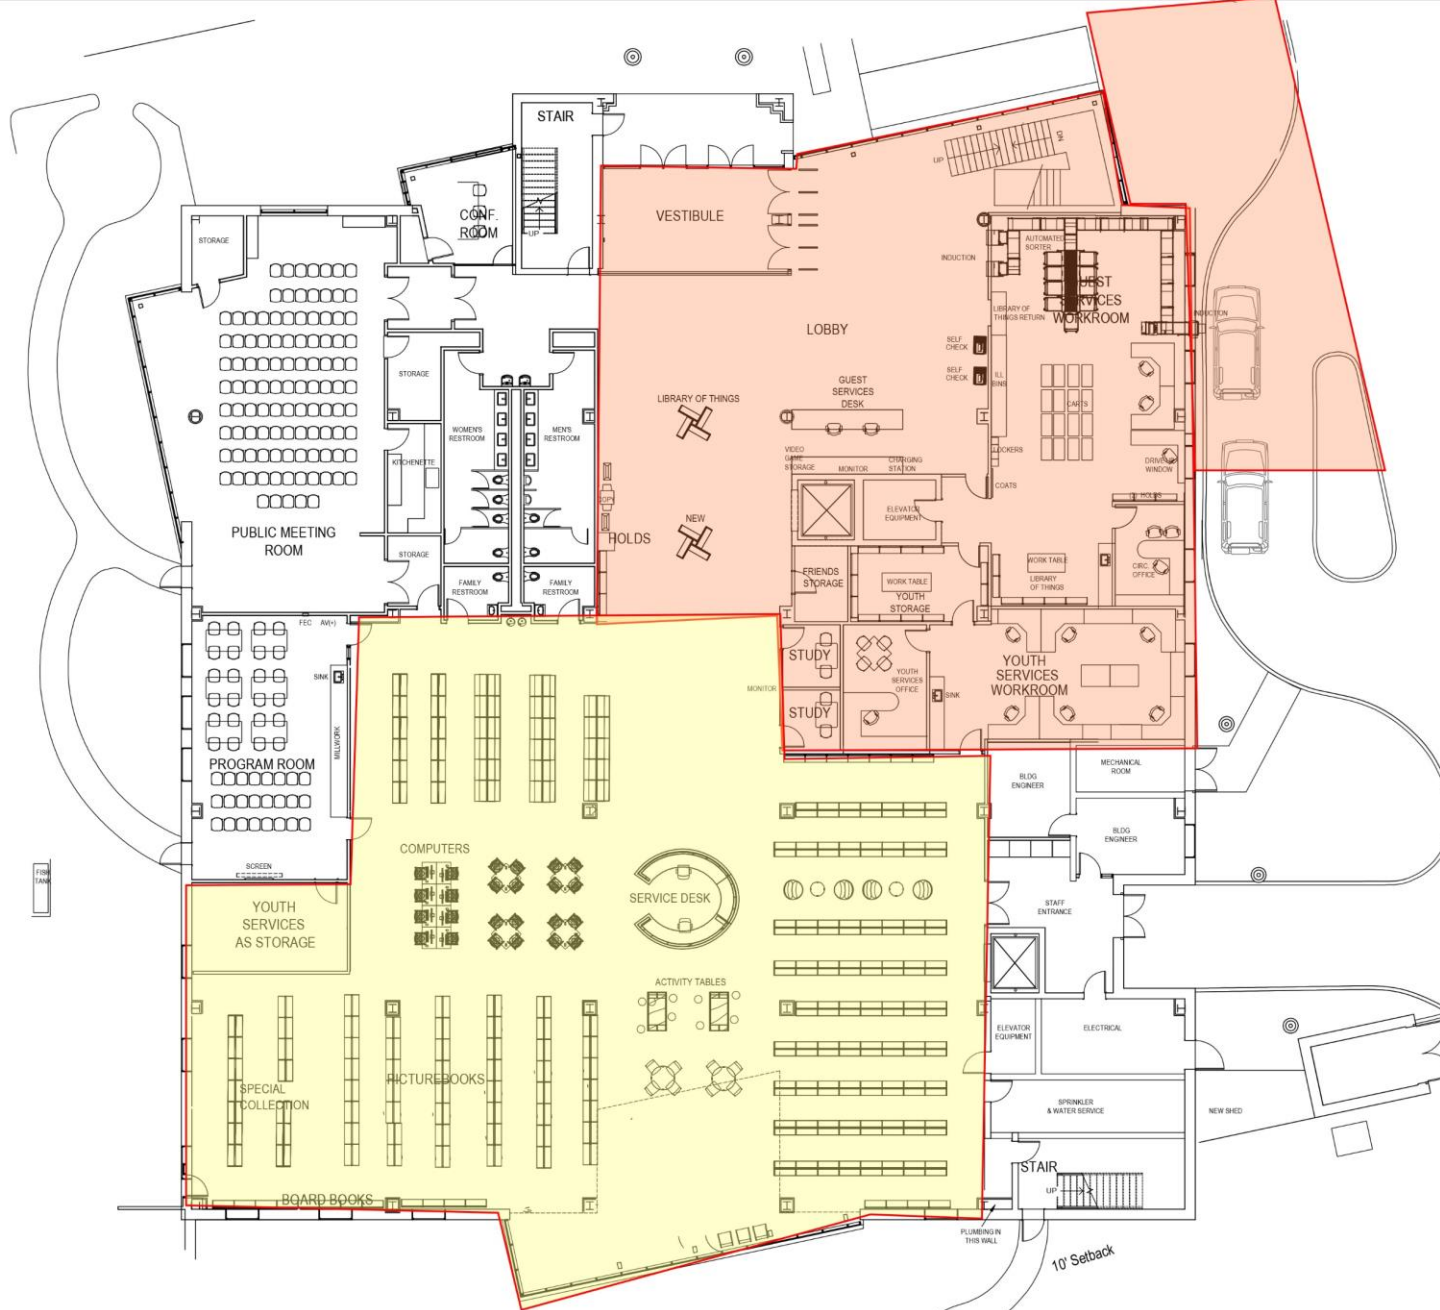 STAIR
CONF.
ROOM
UP
STORAGE
VESTIBULE
UP
DN
AUTOMATED
SORTER
INDUCTION
GUEST
SERVICES
WORKROOM
LIBRARY OF
THINGS RETURN
INDUCTION
LOBBY
SELF
CHECK
SELF
CHECK
ILL
BINS
CARTS
GUEST
SERVICES
DESK
LIBRARY OF THINGS
STORAGE
WOMEN'S
RESTROOM
MEN'S
RESTROOM
KITCHENETTE
VIDEO
GAME
STORAGE
MONITOR
CHARGING
STATION
LOCKERS
COATS
HOLDS
ELEVATOR
EQUIPMENT
PUBLIC MEETING
ROOM
STORAGE
HOLDS
NEW
FRIENDS
STORAGE
WORK TABLE
YOUTH
STORAGE
WORK TABLE
LIBRARY
OF THINGS
CIRC.
OFFICE
FAMILY
RESTROOM
FAMILY
RESTROOM
FEC
AV(+)
SINK
MILLWORK
PROGRAM ROOM
SCREEN
STUDY
STUDY
MONITOR
YOUTH
SERVICES
OFFICE
SINK
YOUTH
SERVICES
WORKROOM
BLDG
ENGINEER
MECHANICAL
ROOM
BLDG
ENGINEER
COMPUTERS
SERVICE DESK
FISH
TANK
YOUTH
SERVICES
AS STORAGE
STAFF
ENTRANCE
ACTIVITY TABLES
ELEVATOR
EQUIPMENT
ELECTRICAL
SPECIAL
COLLECTION
PICTUREBOOKS
SPRINKLER
& WATER SERVICE
NEW SHED
STAIR
UP
BOARD BOOKS
PLUMBING IN
THIS WALL
10' Setback